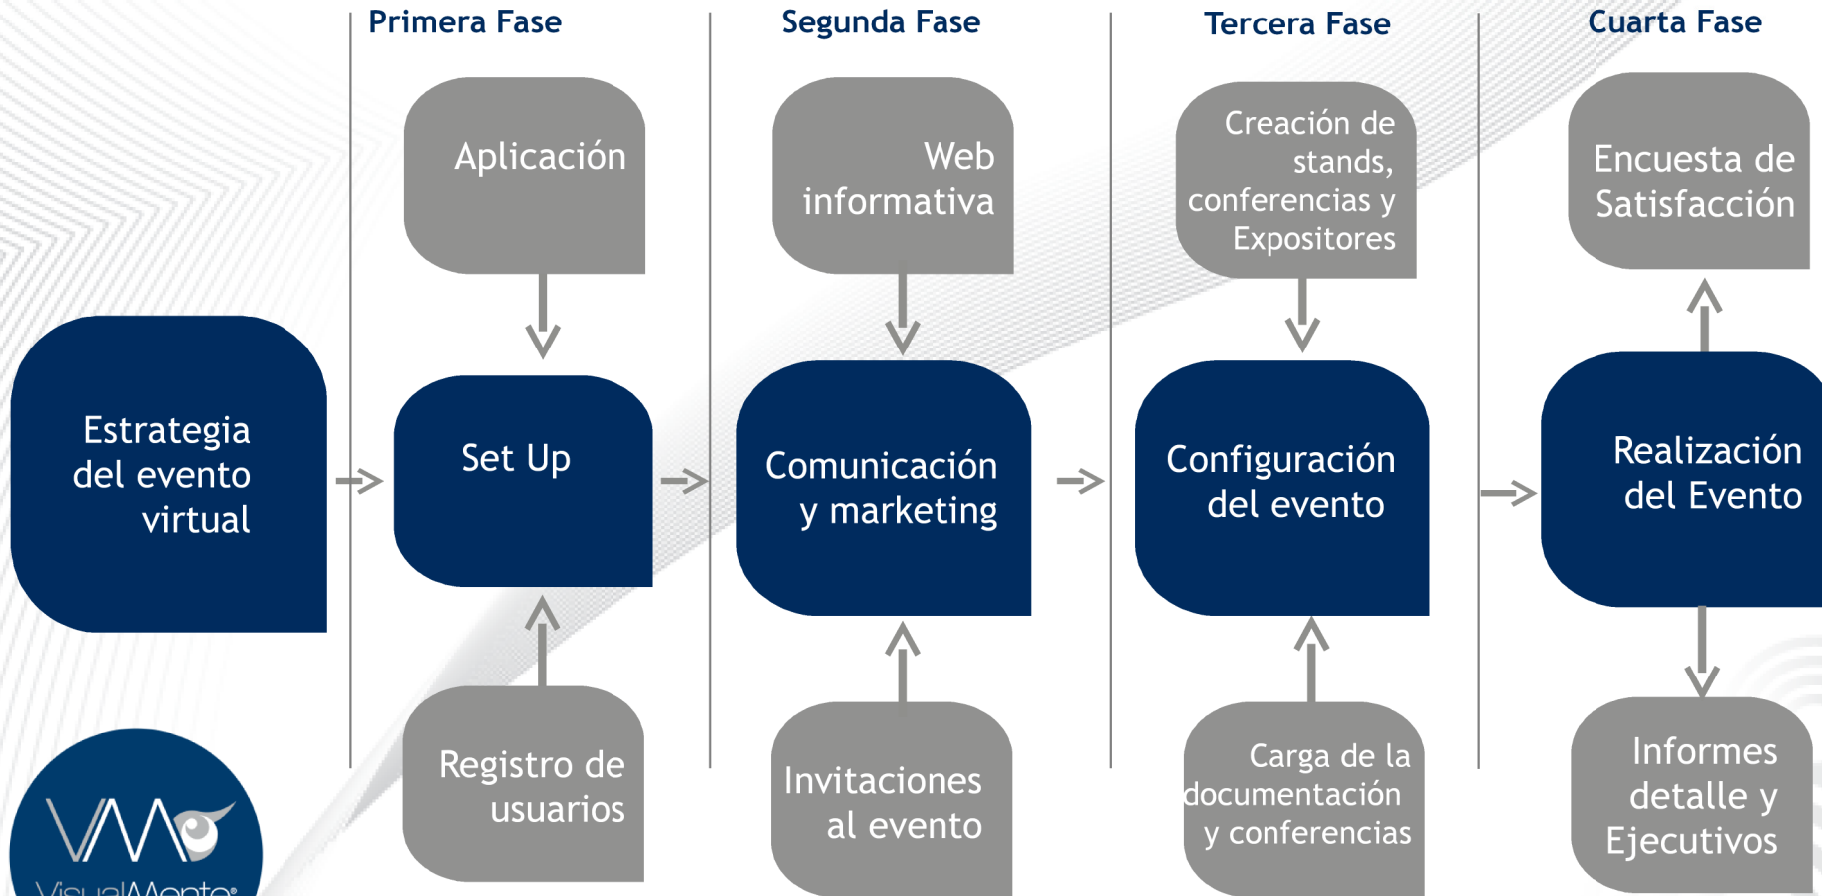 Primera Fase
Segunda Fase
Tercera Fase
Cuarta Fase
Aplicación
Web
informativa
Creación de
stands,
conferencias y
Expositores
Encuesta de
Satisfacción
Estrategia
del evento
virtual
Set Up
Comunicación
y marketing
Configuración
del evento
Realización
del Evento
Registro de
usuarios
Invitaciones
al evento
Carga de la
documentación
y conferencias
Informes
detalle y
Ejecutivos
VM
VisualMente®